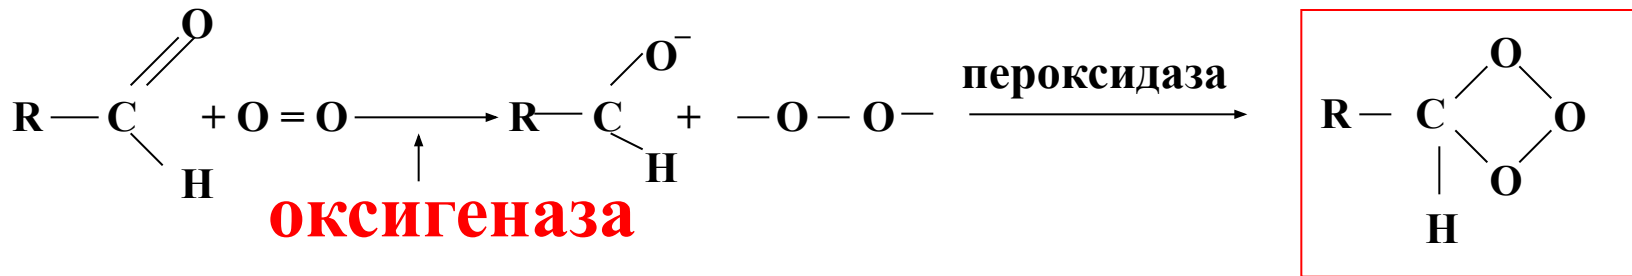 O O⁻ O
пероксидаза
R — C + O = O R — C + — O — O — R — C O
H H O
оксигеназа H